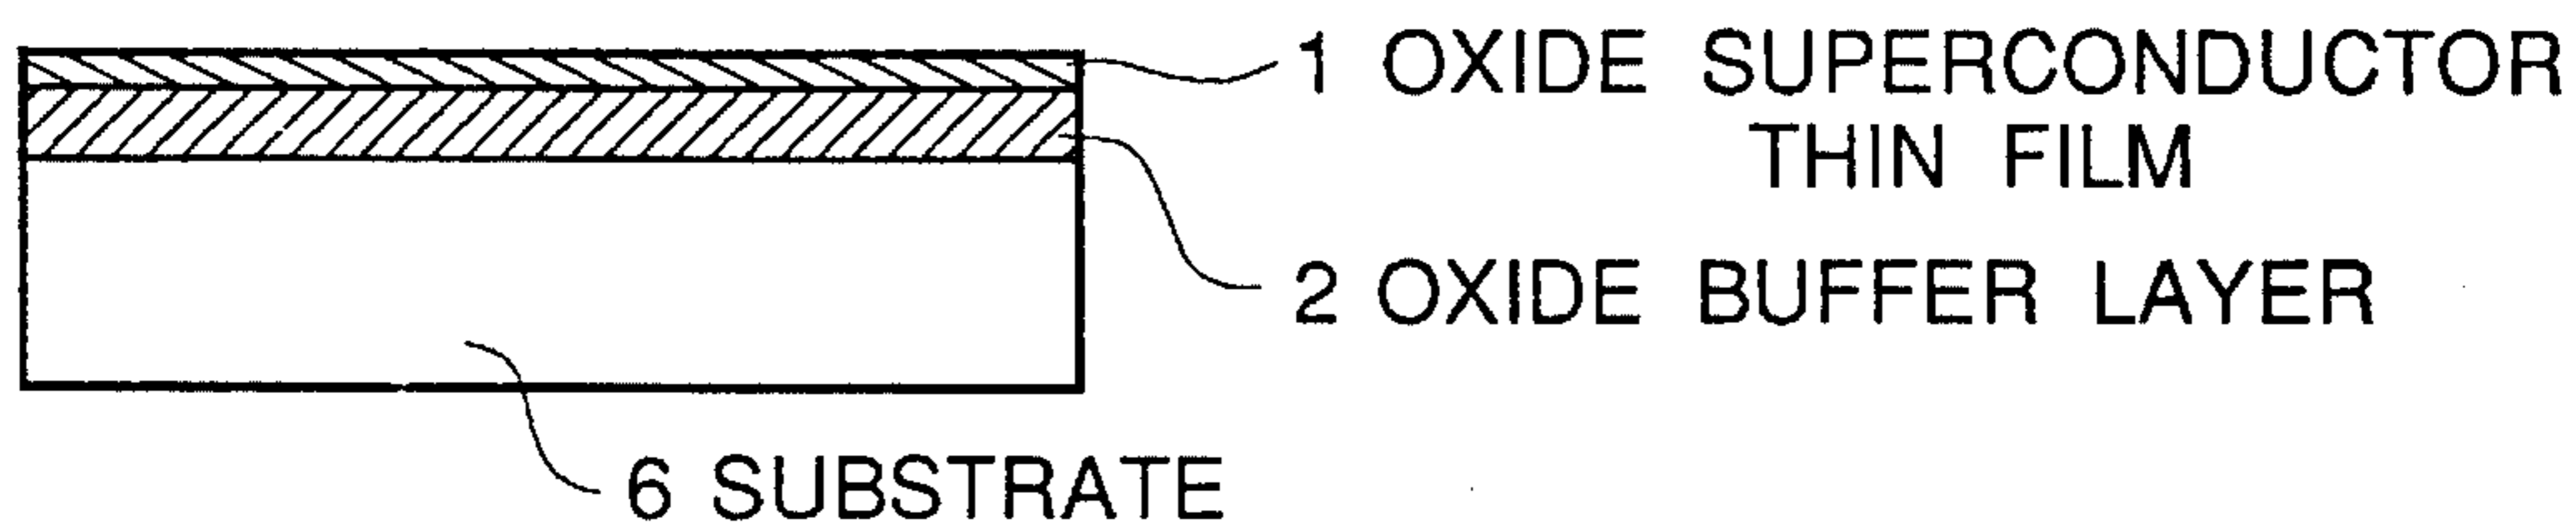 1 OXIDE SUPERCONDUCTOR
THIN FILM
2 OXIDE BUFFER LAYER
6 SUBSTRATE